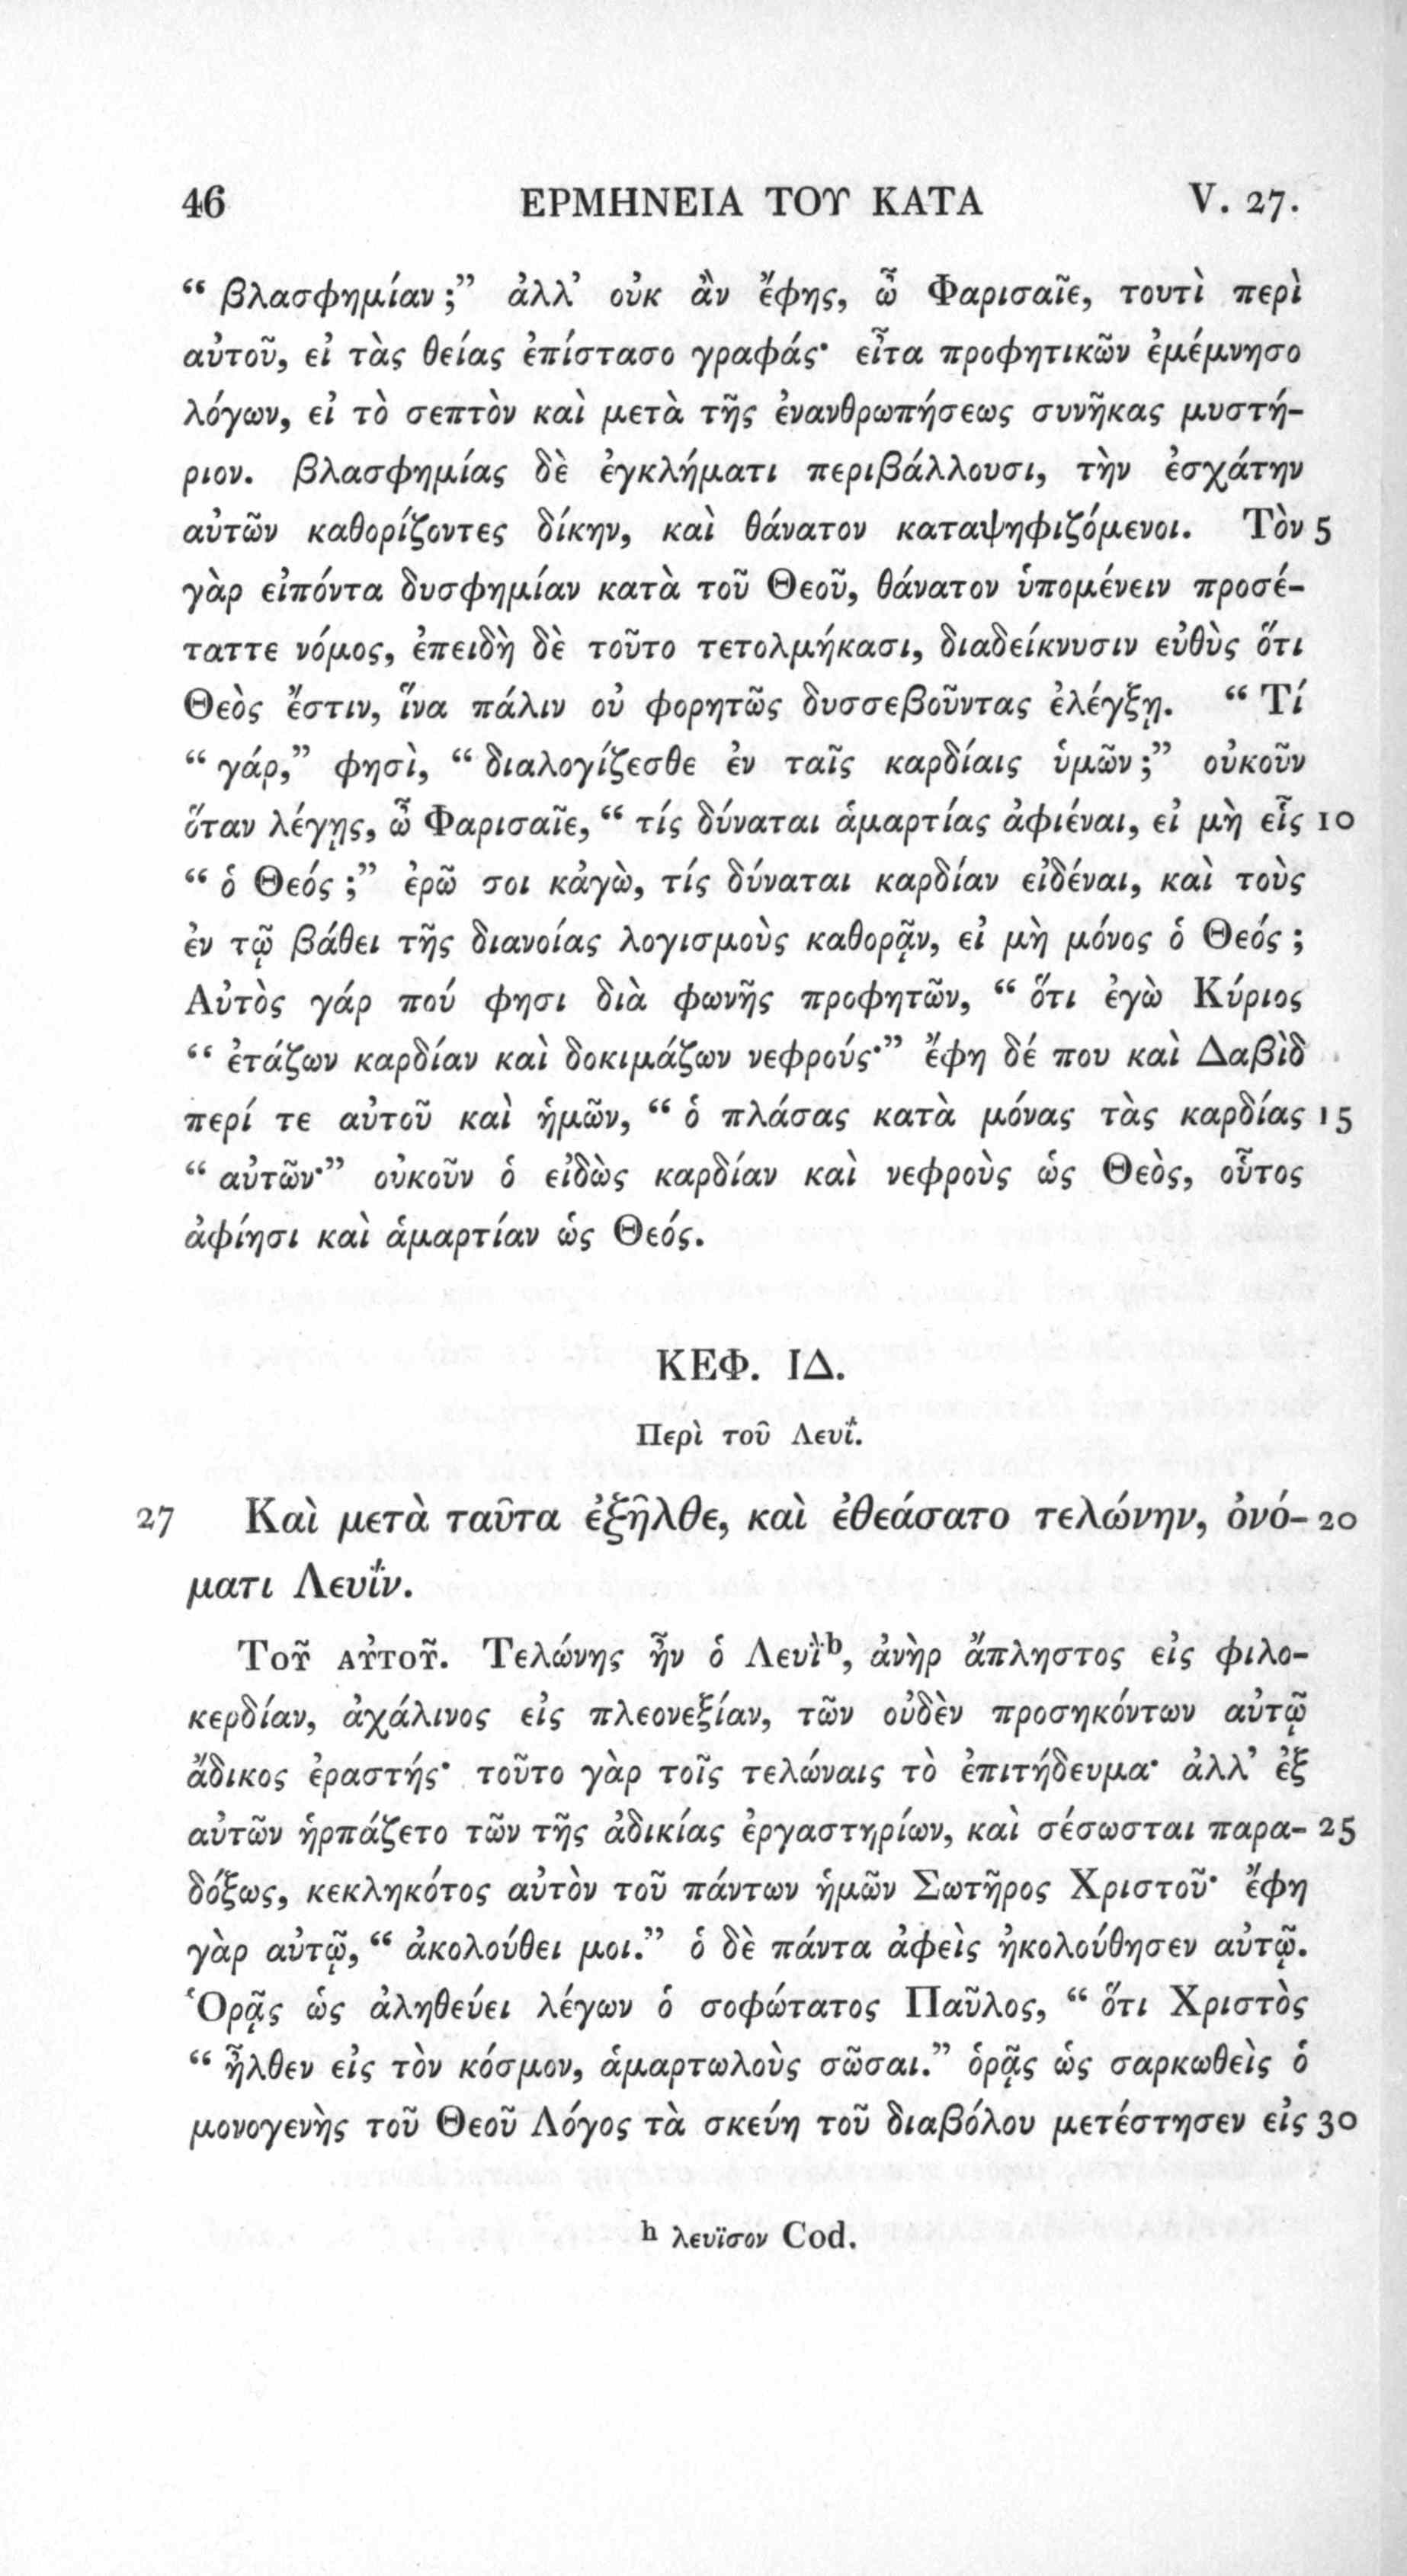 46 ΕΡΜΗΝΕΙΑ ΤΟΥ ΚΑΤΑ V. 27.
“ βλασφημίαν ;” ἀλλ’ οὐκ ἂν ἔφης, ὦ Φαρισαῖε, τουτὶ περὶ
αὐτοῦ, εἰ τὰς θείας ἐπίστασο γραφάς· εἶτα προφητικῶν ἐμέμνησο
λόγων, εἰ τὸ σεπτὸν καὶ μετὰ τῆς ἐνανθρωπήσεως συνῆκας μυστή-
ριον. βλασφημίας δὲ ἐγκλήματι περιβάλλουσι, τὴν ἐσχάτην
αὐτῶν καθορίζοντες δίκην, καὶ θάνατον καταψηφιζόμενοι. Τὸν 5
γὰρ εἰπόντα δυσφημίαν κατὰ τοῦ Θεοῦ, θάνατον ὑπομένειν προσέ-
ταττε νόμος, ἐπειδὴ δὲ τοῦτο τετολμήκασι, διαδείκνυσιν εὐθὺς ὅτι
Θεὸς ἔστιν, ἵνα πάλιν οὐ φορητῶς δυσσεβοῦντας ἐλέγξῃ. “ Τί
“ γάρ,” φησὶ, “ διαλογίζεσθε ἐν ταῖς καρδίαις ὑμῶν ;” οὐκοῦν
ὅταν λέγῃς, ὦ Φαρισαῖε, “ τίς δύναται ἁμαρτίας ἀφιέναι, εἰ μὴ εἷς 10
“ ὁ Θεός ;” ἐρῶ σοι κἀγὼ, τίς δύναται καρδίαν εἰδέναι, καὶ τοὺς
ἐν τῷ βάθει τῆς διανοίας λογισμοὺς καθορᾷν, εἰ μὴ μόνος ὁ Θεός ;
Αὐτὸς γάρ πού φησι διὰ φωνῆς προφητῶν, “ ὅτι ἐγὼ Κύριος
“ ἐτάζων καρδίαν καὶ δοκιμάζων νεφρούς·” ἔφη δέ που καὶ Δαβὶδ
περί τε αὐτοῦ καὶ ἡμῶν, “ ὁ πλάσας κατὰ μόνας τὰς καρδίας 15
“ αὐτῶν·” οὐκοῦν ὁ εἰδὼς καρδίαν καὶ νεφροὺς ὡς Θεὸς, οὗτος
ἀφίησι καὶ ἁμαρτίαν ὡς Θεός.
ΚΕΦ. ΙΔ.
Περὶ τοῦ Λευΐ.
27 Καὶ μετὰ ταῦτα ἐξῆλθε, καὶ ἐθεάσατο τελώνην, ὀνό- 20
ματι Λευΐν.
ΤΟῦ ΑὐΤΟῦ. Τελώνης ἦν ὁ Λευῒh, ἀνὴρ ἄπληστος εἰς φιλο-
κερδίαν, ἀχάλινος εἰς πλεονεξίαν, τῶν οὐδὲν προσηκόντων αὐτῷ
ἄδικος ἐραστής· τοῦτο γὰρ τοῖς τελώναις τὸ ἐπιτήδευμα· ἀλλ’ ἐξ
αὐτῶν ἡρπάζετο τῶν τῆς ἀδικίας ἐργαστηρίων, καὶ σέσωσται παρα- 25
δόξως, κεκληκότος αὐτὸν τοῦ πάντων ἡμῶν Σωτῆρος Χριστοῦ· ἔφη
γὰρ αὐτῷ, “ ἀκολούθει μοι.” ὁ δὲ πάντα ἀφεὶς ἠκολούθησεν αὐτῷ.
Ὁρᾷς ὡς ἀληθεύει λέγων ὁ σοφώτατος Παῦλος, “ ὅτι Χριστὸς
“ ἦλθεν εἰς τὸν κόσμον, ἁμαρτωλοὺς σῶσαι.” ὁρᾷς ὡς σαρκωθεὶς ὁ
μονογενὴς τοῦ Θεοῦ Λόγος τὰ σκεύη τοῦ διαβόλου μετέστησεν εἰς 30
h λευϊσον Cod.